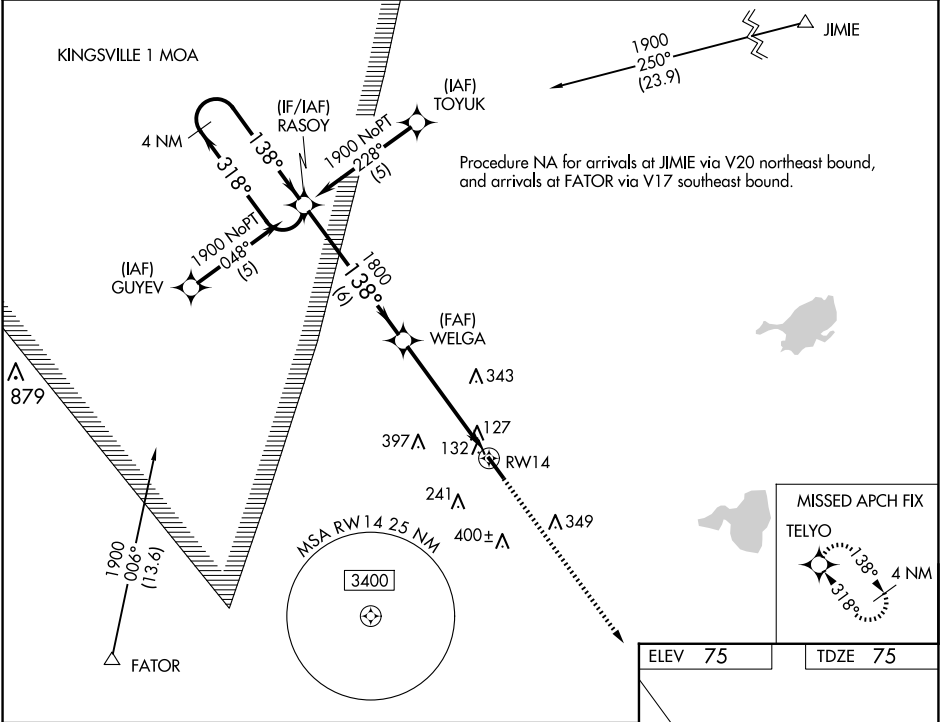 KINGSVILLE 1 MOA
JIMIE
1900
250°
(23.9)
(IAF)
TOYUK
(IF/IAF)
RASOY
4 NM
138°
318°
1900 NoPT
228°
(5)
Procedure NA for arrivals at JIMIE via V20 northeast bound,
and arrivals at FATOR via V17 southeast bound.
1900 NoPT
048°
(5)
(IAF)
GUYEV
1800
138°
(6)
(FAF)
WELGA
879
343
127
397
132
RW14
241
400±
349
MSA RW14 25 NM
3400
1900
006°
(13.6)
FATOR
MISSED APCH FIX
TELYO
138°
318°
4 NM
ELEV 75
TDZE 75